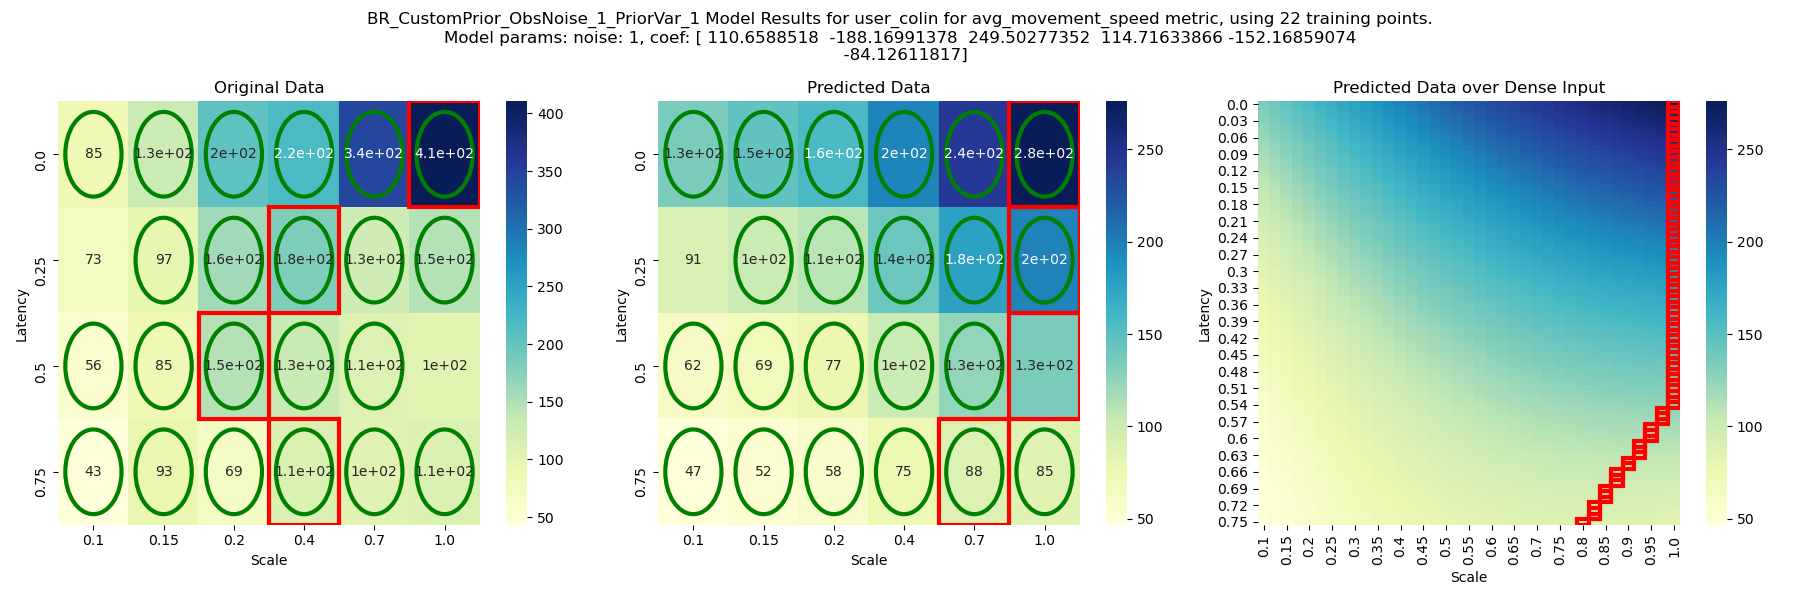 BR_CustomPrior_ObsNoise_1_PriorVar_1 Model Results for user_colin for avg_movement_speed metric, using 22 training points.
Model params: noise: 1, coef: [ 110.6588518  -188.16991378  249.50277352  114.71633866 -152.16859074
-84.12611817]
Original Data
85 1.3e+02 2e+02 2.2e+02 3.4e+02 4.1e+02
73 97 1.6e+02 1.8e+02 1.3e+02 1.5e+02
56 85 1.5e+02 1.3e+02 1.1e+02 1e+02
43 93 69 1.1e+02 1e+02 1.1e+02
0.0
0.25
0.5
0.75
Latency
0.1 0.15 0.2 0.4 0.7 1.0
Scale
400
350
300
250
200
150
100
50
Predicted Data
1.3e+02 1.5e+02 1.6e+02 2e+02 2.4e+02 2.8e+02
91 1e+02 1.1e+02 1.4e+02 1.8e+02 2e+02
62 69 77 1e+02 1.3e+02 1.3e+02
47 52 58 75 88 85
0.0
0.25
0.5
0.75
Latency
0.1 0.15 0.2 0.4 0.7 1.0
Scale
250
200
150
100
50
Predicted Data over Dense Input
0.0
0.03
0.06
0.09
0.12
0.15
0.18
0.21
0.24
0.27
0.3
0.33
0.36
0.39
0.42
0.45
0.48
0.51
0.54
0.57
0.6
0.63
0.66
0.69
0.72
0.75
Latency
0.1 0.15 0.2 0.25 0.3 0.35 0.4 0.45 0.5 0.55 0.6 0.65 0.7 0.75 0.8 0.85 0.9 0.95 1.0
Scale
250
200
150
100
50